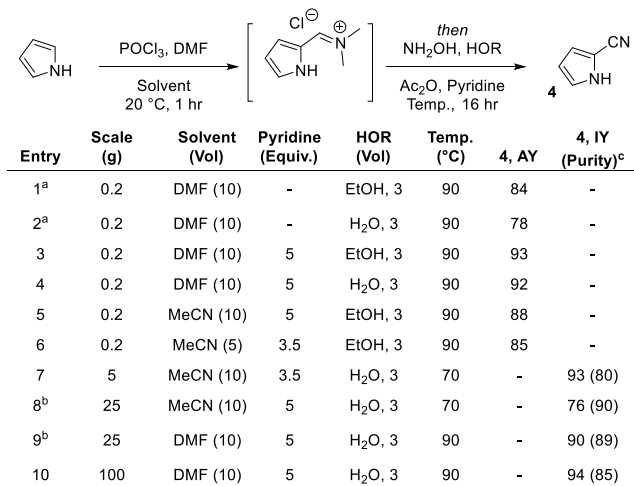 Cl⊖
NH
POCl3, DMF
Solvent
20 °C, 1 hr
NH
⊕
N
then
NH2OH, HOR
Ac2O, Pyridine
Temp., 16 hr
CN
NH
4
Entry Scale (g) Solvent (Vol) Pyridine (Equiv.) HOR (Vol) Temp. (°C) 4, AY 4, IY (Purity)c
1a 0.2 DMF (10) - EtOH, 3 90 84 -
2a 0.2 DMF (10) - H2O, 3 90 78 -
3 0.2 DMF (10) 5 EtOH, 3 90 93 -
4 0.2 DMF (10) 5 H2O, 3 90 92 -
5 0.2 MeCN (10) 5 EtOH, 3 90 88 -
6 0.2 MeCN (5) 3.5 EtOH, 3 90 85 -
7 5 MeCN (10) 3.5 H2O, 3 70 - 93 (80)
8b 25 MeCN (10) 5 H2O, 3 70 - 76 (90)
9b 25 DMF (10) 5 H2O, 3 90 - 90 (89)
10 100 DMF (10) 5 H2O, 3 90 - 94 (85)